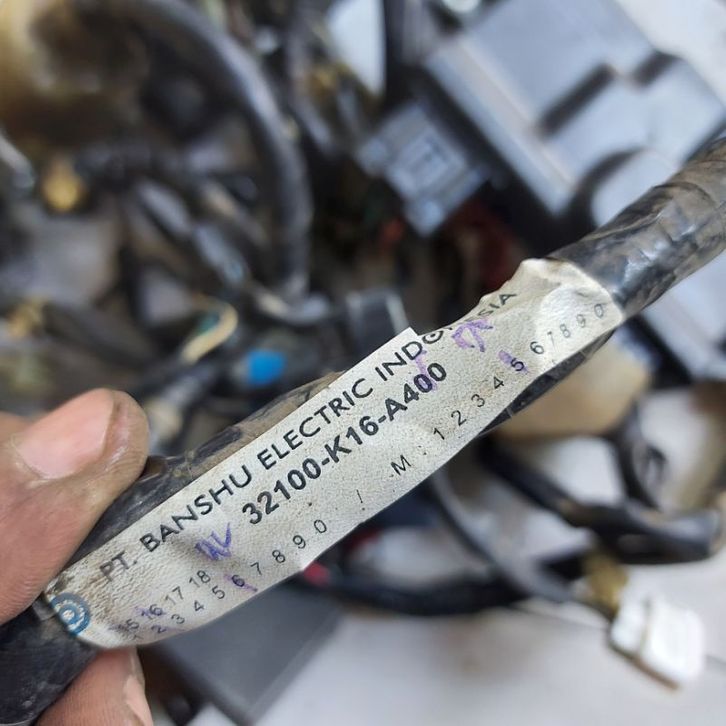 PT. BANSHU ELECTRIC INDONESIA
32100-K16-A400
15 16 17 18
1 2 3 4 5 6 7 8 9 0 / M : 1 2 3 4 5 6 7 8 9 0